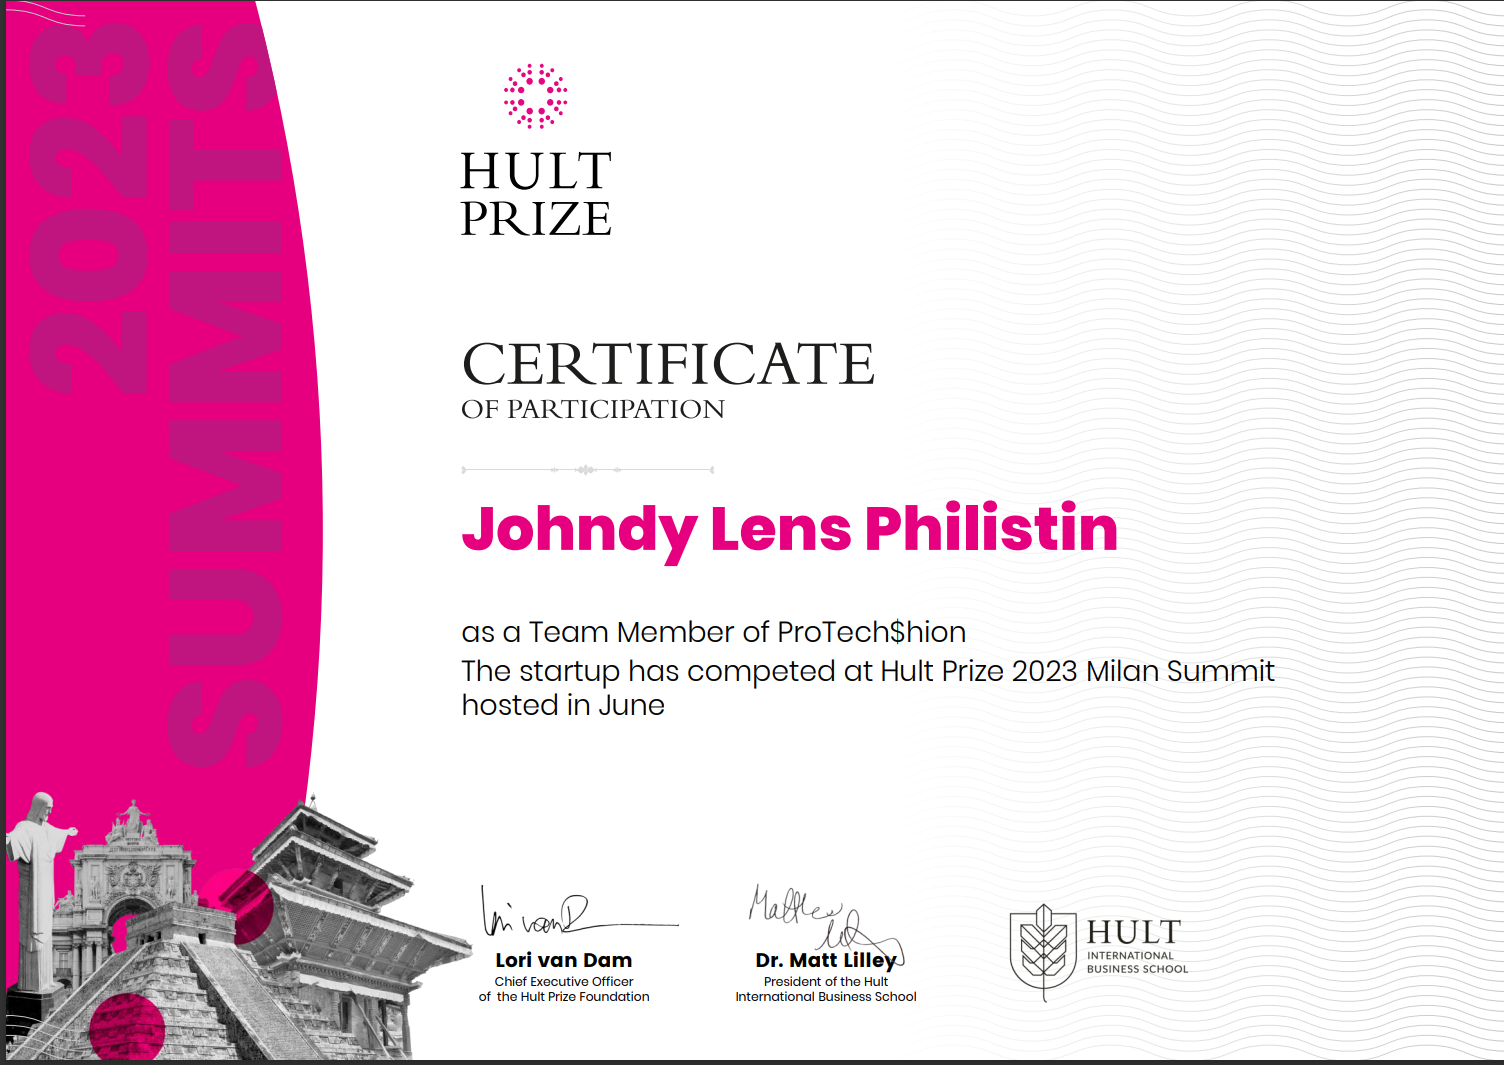 2023
SUMMITS
HULT
PRIZE
CERTIFICATE
OF PARTICIPATION
Johndy Lens Philistin
as a Team Member of ProTech$hion
The startup has competed at Hult Prize 2023 Milan Summit
hosted in June
Lori van Dam
Chief Executive Officer
of the Hult Prize Foundation
Dr. Matt Lilley
President of the Hult
International Business School
HULT
INTERNATIONAL
BUSINESS SCHOOL